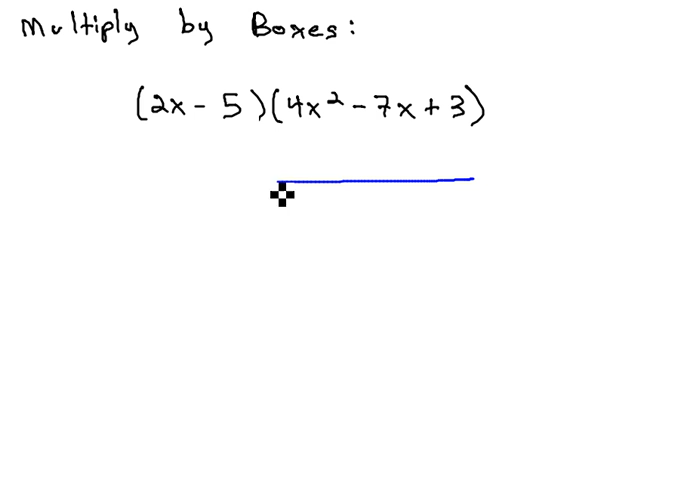 Multiply by Boxes:
(2x - 5)(4x² - 7x + 3)